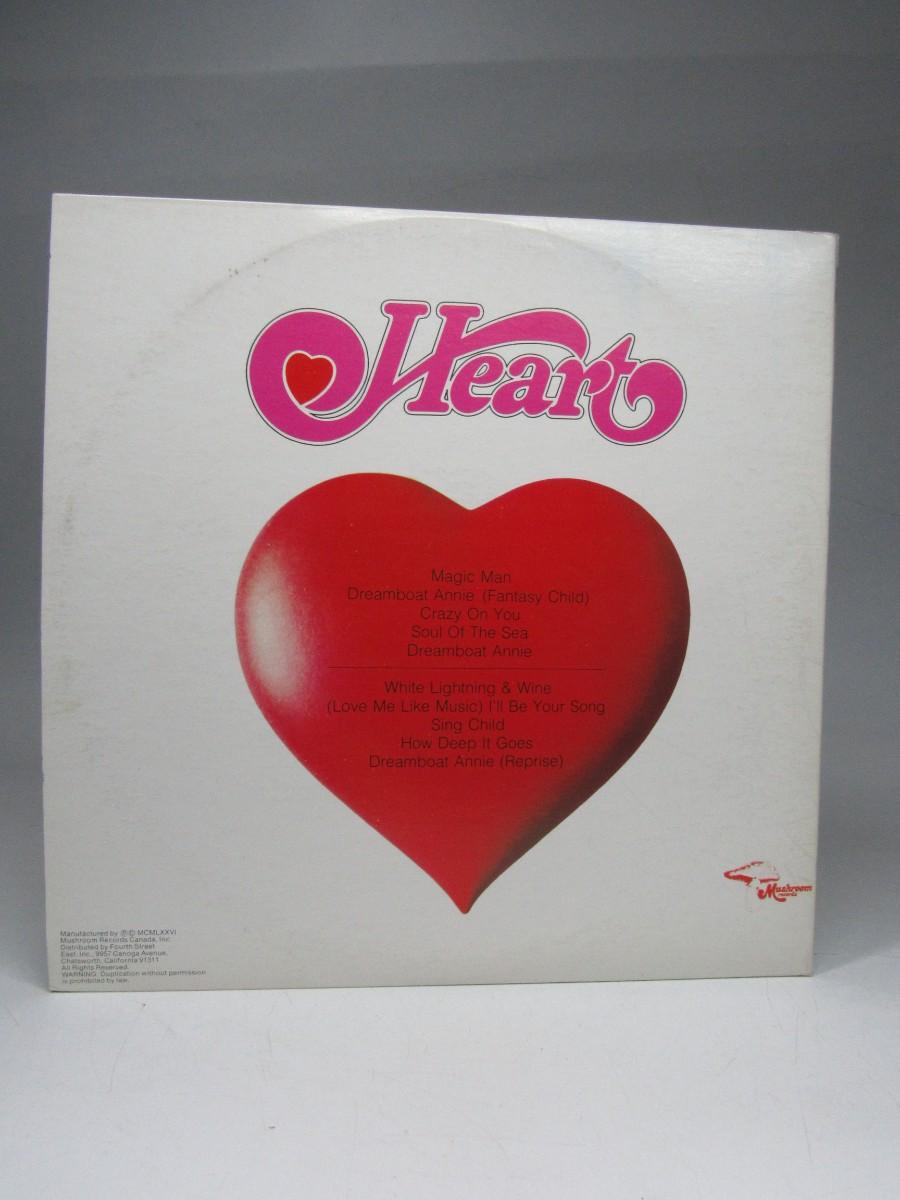 Heart
Magic Man
Dreamboat Annie (Fantasy Child)
Crazy On You
Soul Of The Sea
Dreamboat Annie
White Lightning & Wine
(Love Me Like Music) I'll Be Your Song
Sing Child
How Deep It Goes
Dreamboat Annie (Reprise)
Mushroom
records
Manufactured by ℗© MCMLXXVI
Mushroom Records Canada, Inc.
Distributed by Fourth Street
East, Inc., 9957 Canoga Avenue,
Chatsworth, California 91311
All Rights Reserved.
WARNING: Duplication without permission
is prohibited by law.